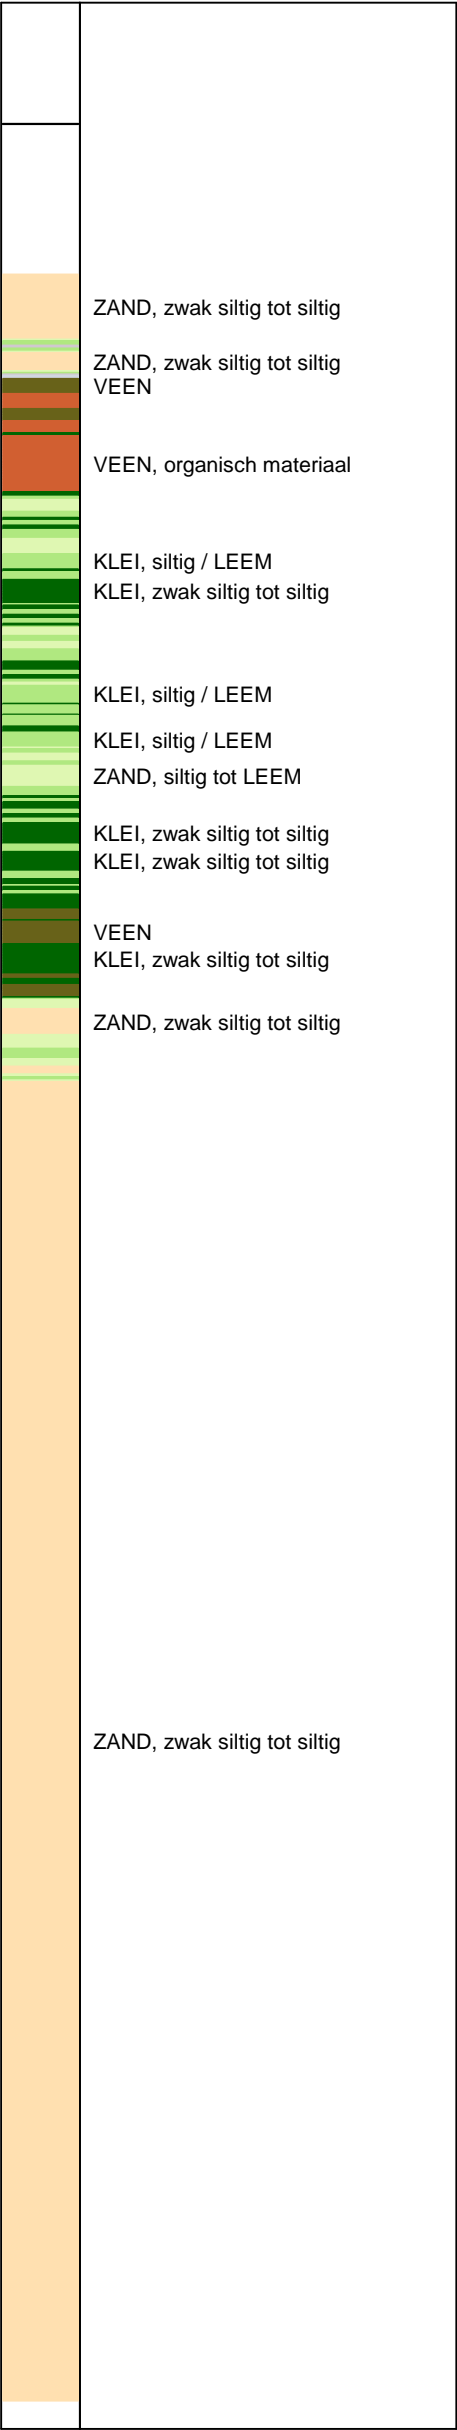 ZAND, zwak siltig tot siltig
ZAND, zwak siltig tot siltig
VEEN
VEEN, organisch materiaal
KLEI, siltig / LEEM
KLEI, zwak siltig tot siltig
KLEI, siltig / LEEM
KLEI, siltig / LEEM
ZAND, siltig tot LEEM
KLEI, zwak siltig tot siltig
KLEI, zwak siltig tot siltig
VEEN
KLEI, zwak siltig tot siltig
ZAND, zwak siltig tot siltig
ZAND, zwak siltig tot siltig